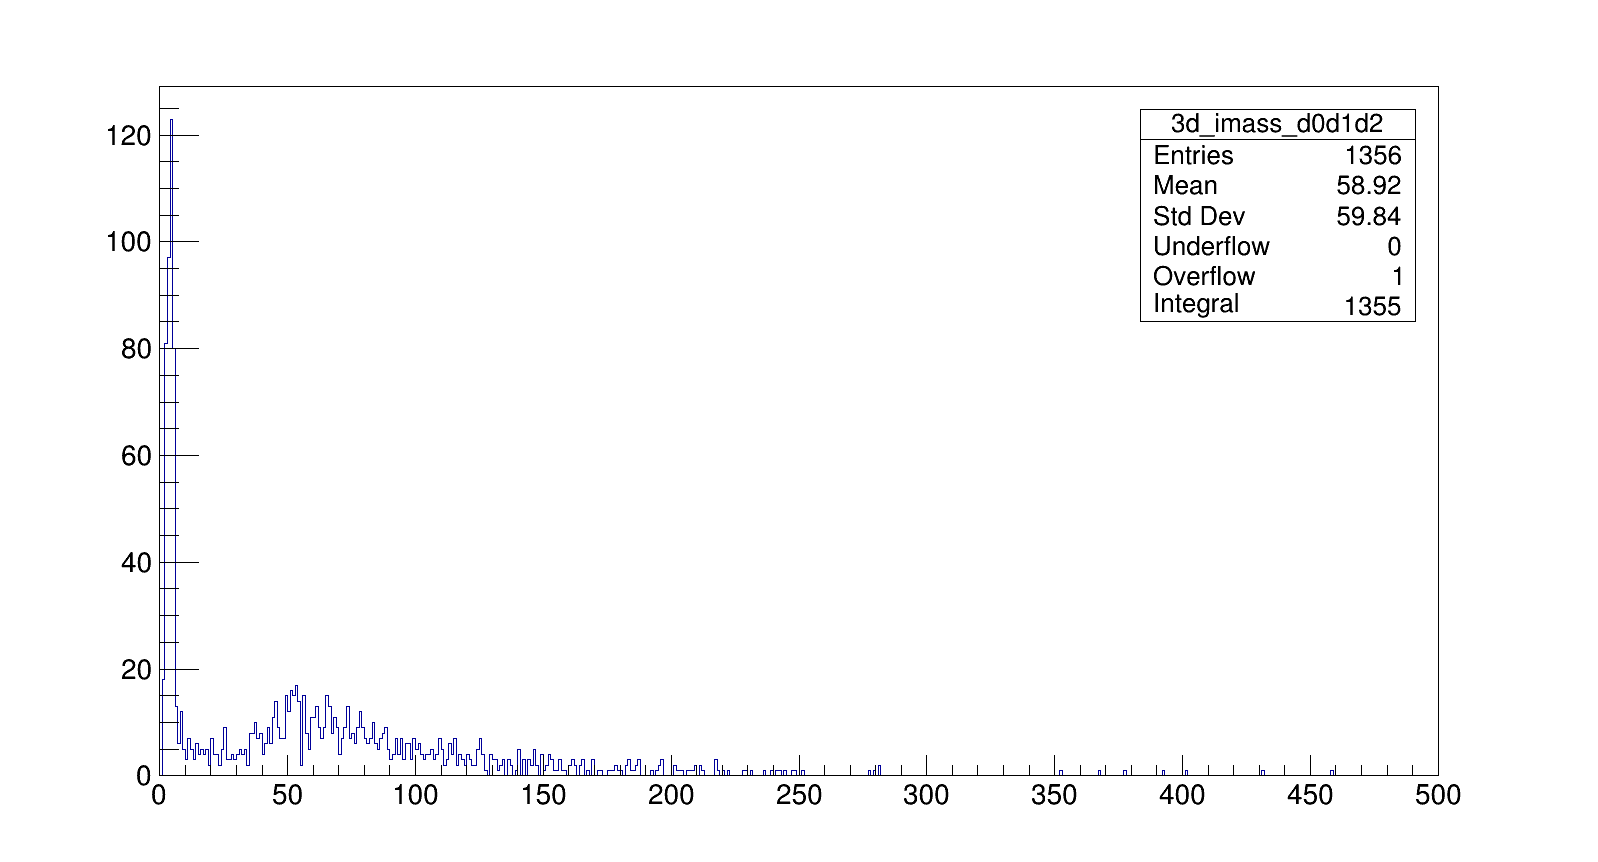 3d_imass_d0d1d2
Entries 1356
Mean 58.92
Std Dev 59.84
Underflow 0
Overflow 1
Integral 1355
120
100
80
60
40
20
0
0 50 100 150 200 250 300 350 400 450 500